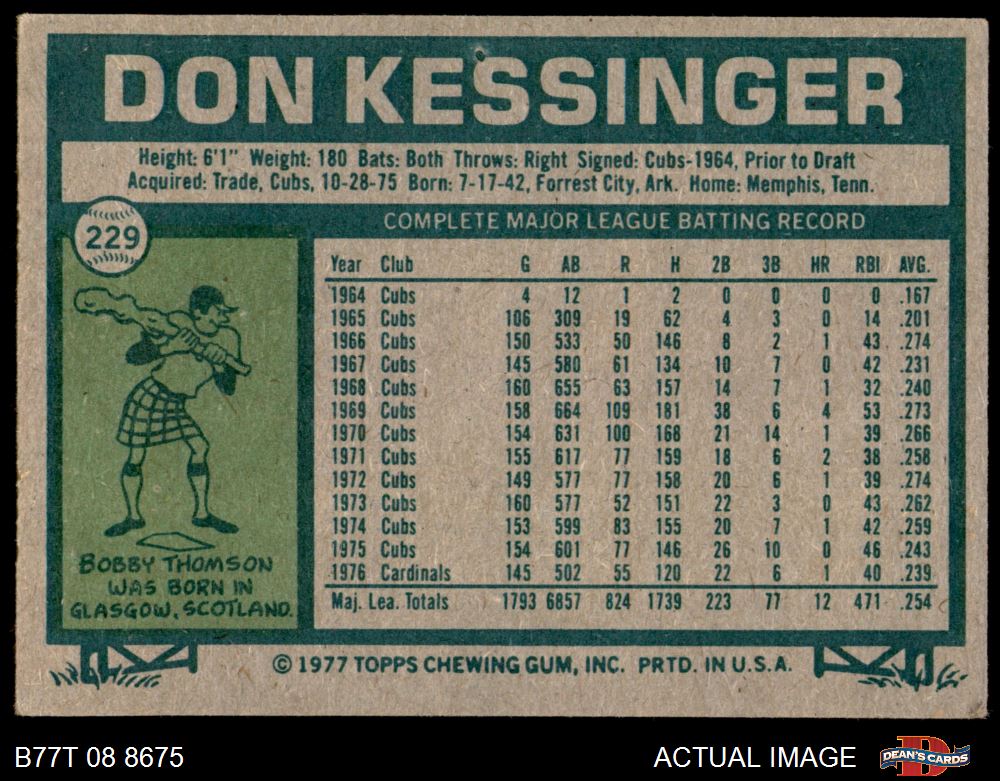 DON KESSINGER
Height: 6'1" Weight: 180 Bats: Both Throws: Right Signed: Cubs-1964, Prior to Draft
Acquired: Trade, Cubs, 10-28-75 Born: 7-17-42, Forrest City, Ark. Home: Memphis, Tenn.
229
COMPLETE MAJOR LEAGUE BATTING RECORD
Year Club G AB R H 2B 3B HR RBI AVG.
1964 Cubs 4 12 1 2 0 0 0 0 .167
1965 Cubs 106 309 19 62 4 3 0 14 .201
1966 Cubs 150 533 50 146 8 2 1 43 .274
1967 Cubs 145 580 61 134 10 7 0 42 .231
1968 Cubs 160 655 63 157 14 7 1 32 .240
1969 Cubs 158 664 109 181 38 6 4 53 .273
1970 Cubs 154 631 100 168 21 14 1 39 .266
1971 Cubs 155 617 77 159 18 6 2 38 .258
1972 Cubs 149 577 77 158 20 6 1 39 .274
1973 Cubs 160 577 52 151 22 3 0 43 .262
1974 Cubs 153 599 83 155 20 7 1 42 .259
1975 Cubs 154 601 77 146 26 10 0 46 .243
1976 Cardinals 145 502 55 120 22 6 1 40 .239
Maj. Lea. Totals 1793 6857 824 1739 223 77 12 471 .254
BOBBY THOMSON
WAS BORN IN
GLASGOW, SCOTLAND.
© 1977 TOPPS CHEWING GUM, INC. PRTD. IN U.S.A.
B77T 08 8675
ACTUAL IMAGE
D
DEAN'S CARDS